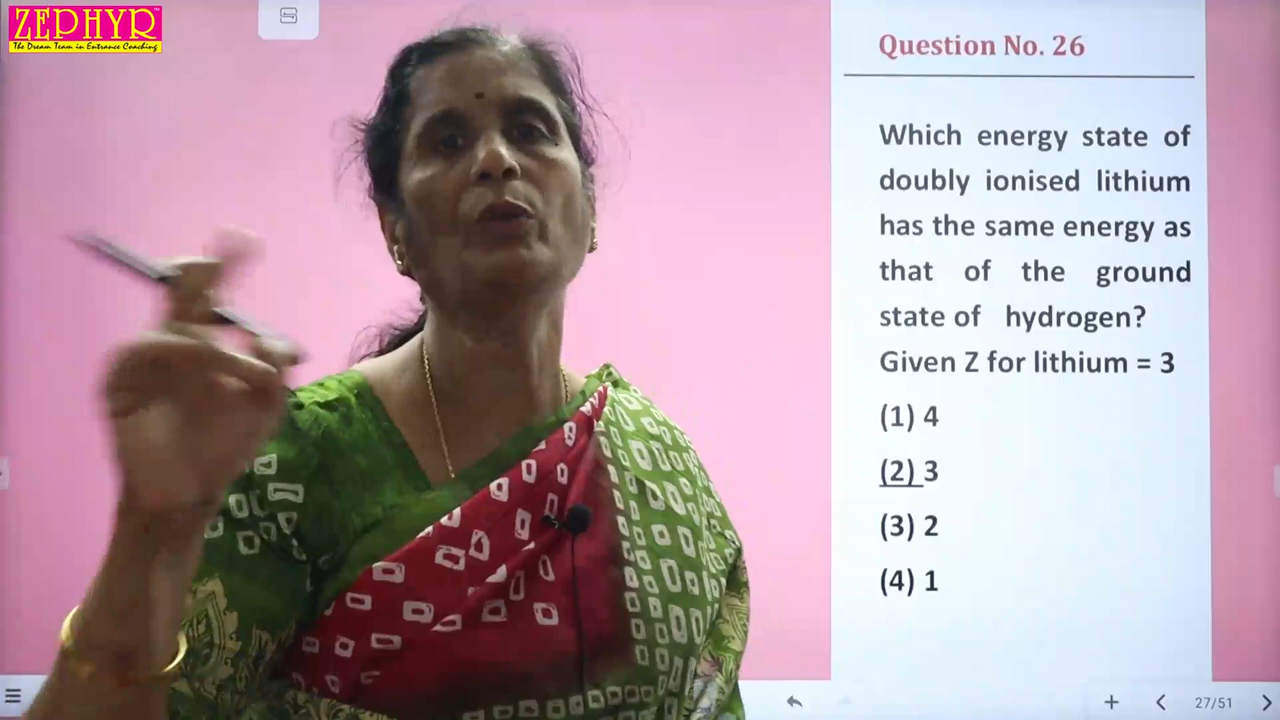 ZEPHYR™
The Dream Team in Entrance Coaching
Question No. 26
Which energy state of
doubly ionised lithium
has the same energy as
that of the ground
state of hydrogen?
Given Z for lithium = 3
(1) 4
(2) 3
(3) 2
(4) 1
27/51